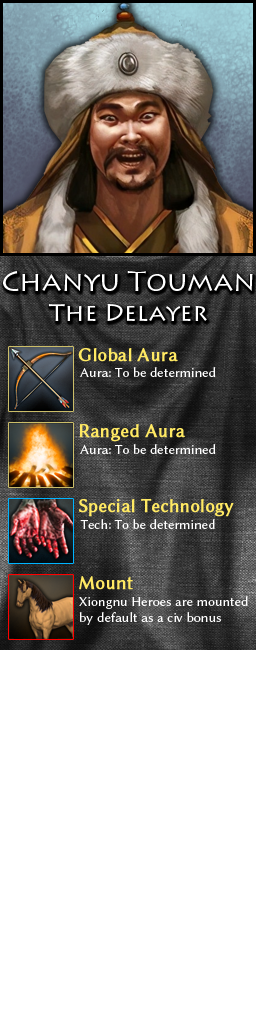 Chanyu Touman
The Delayer
Global Aura
Aura: To be determined
Ranged Aura
Aura: To be determined
Special Technology
Tech: To be determined
Mount
Xiongnu Heroes are mounted
by default as a civ bonus